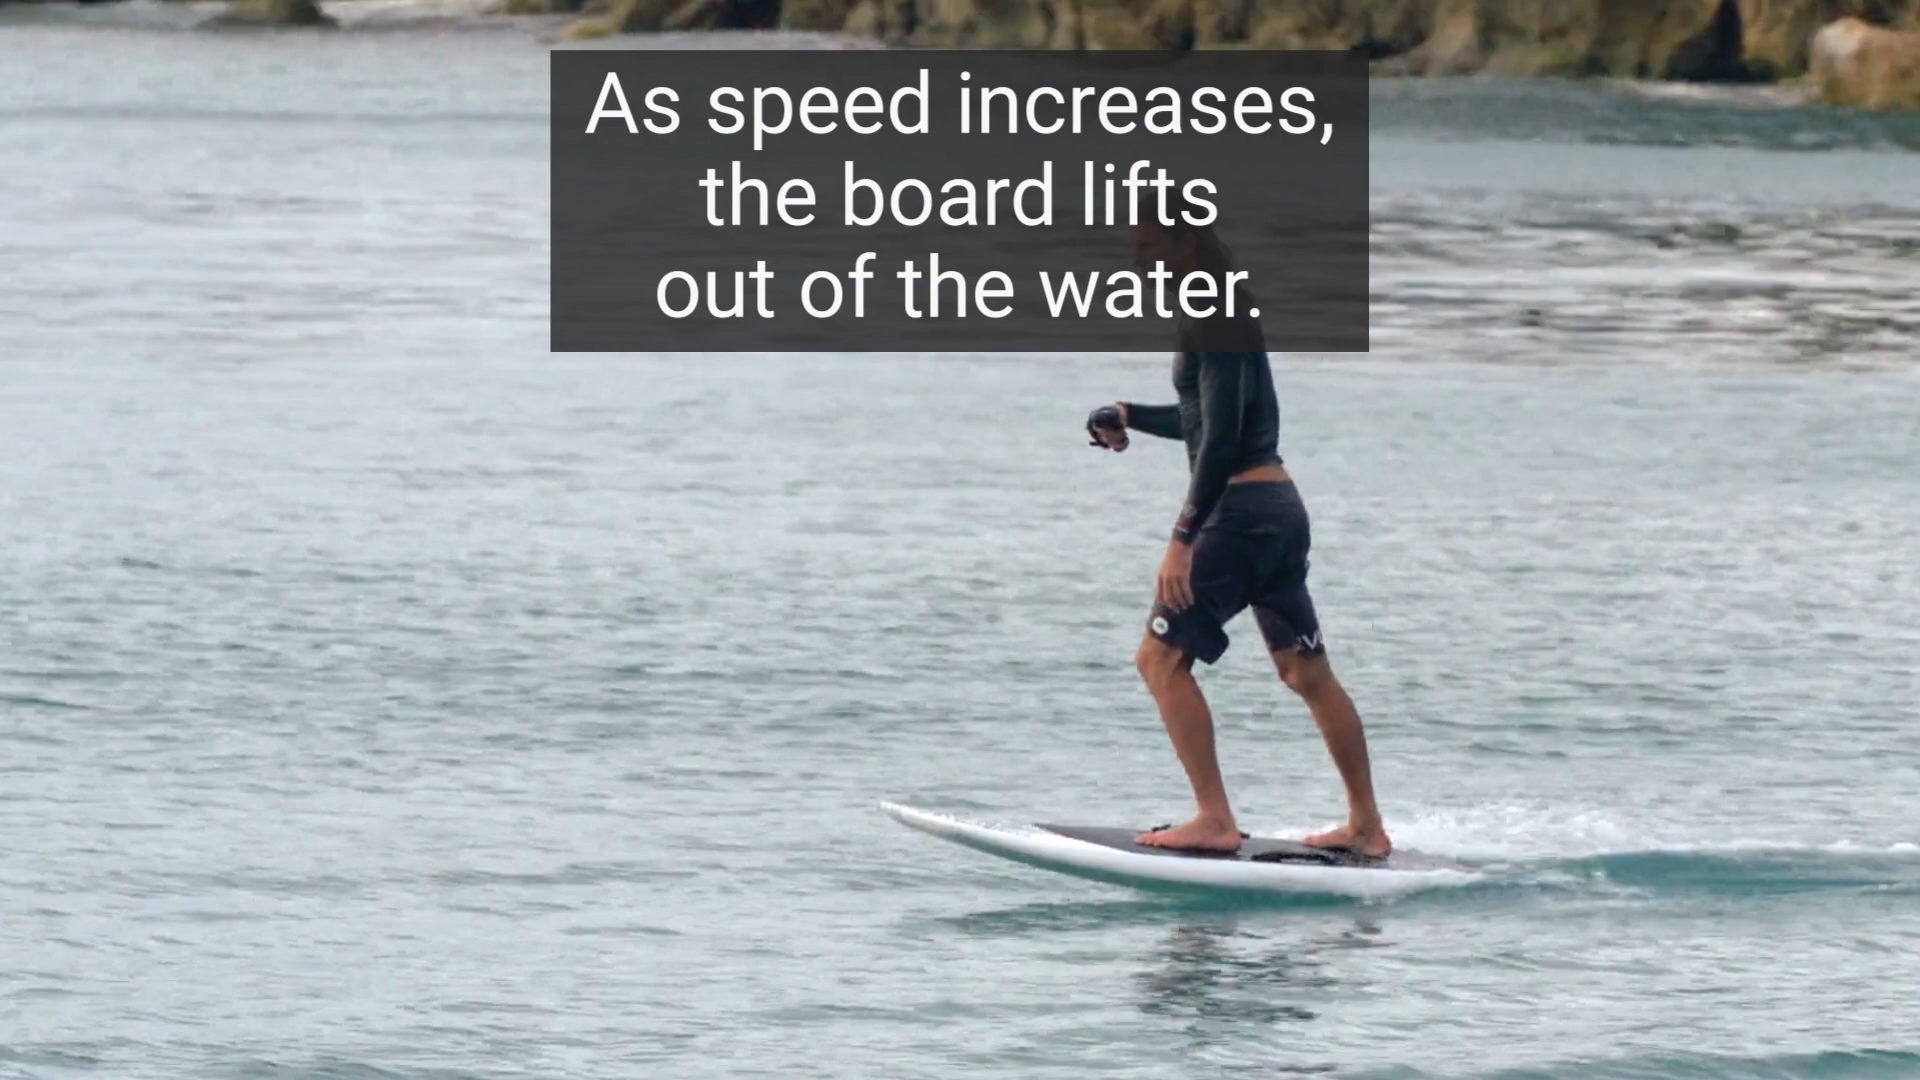 As speed increases,
the board lifts
out of the water.